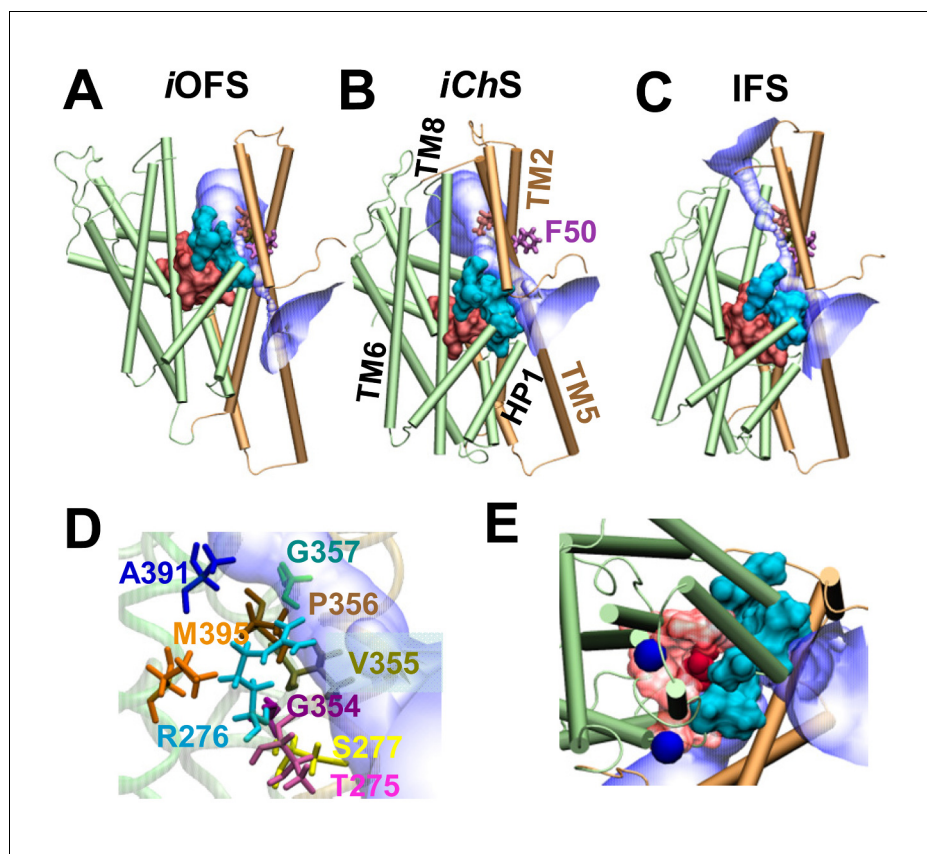 A
iOFS
B
iChS
C
IFS
TM8
TM2
F50
TM6
HP1
TM5
D
A391
G357
P356
M395
V355
G354
R276
S277
T275
E